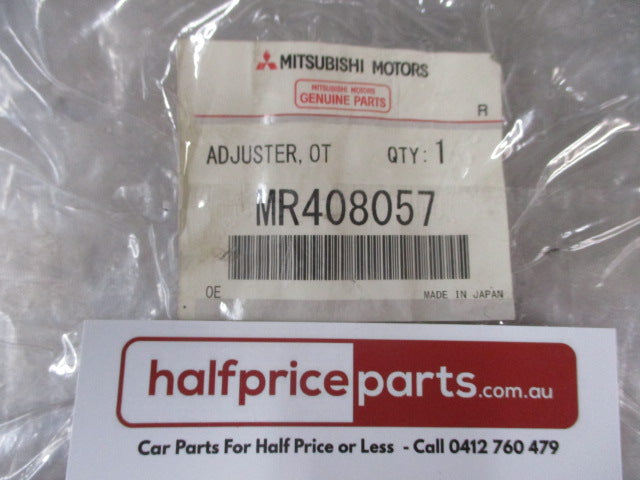 MITSUBISHI MOTORS
MITSUBISHI MOTORS
GENUINE PARTS
R
ADJUSTER, OT QTY: 1
MR408057
OE MADE IN JAPAN
halfpriceparts.com.au
Car Parts For Half Price or Less - Call 0412 760 479